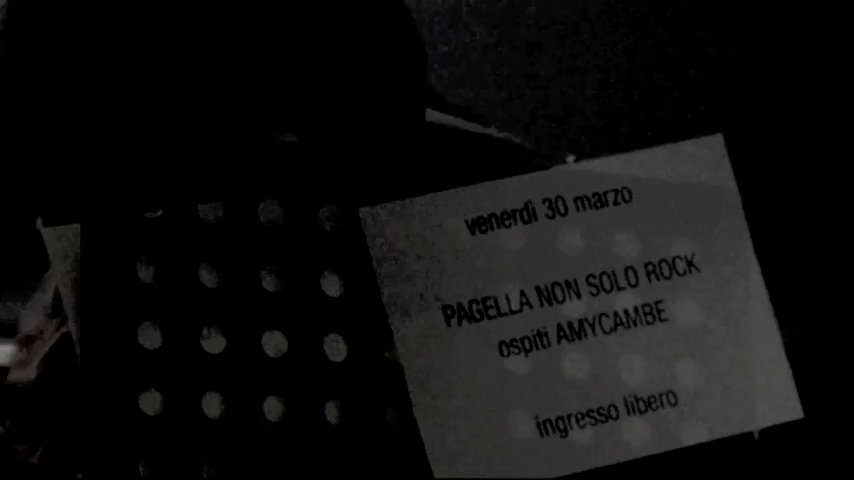 venerdì 30 marzo
PAGELLA NON SOLO ROCK
ospiti AMYCAMBE
ingresso libero